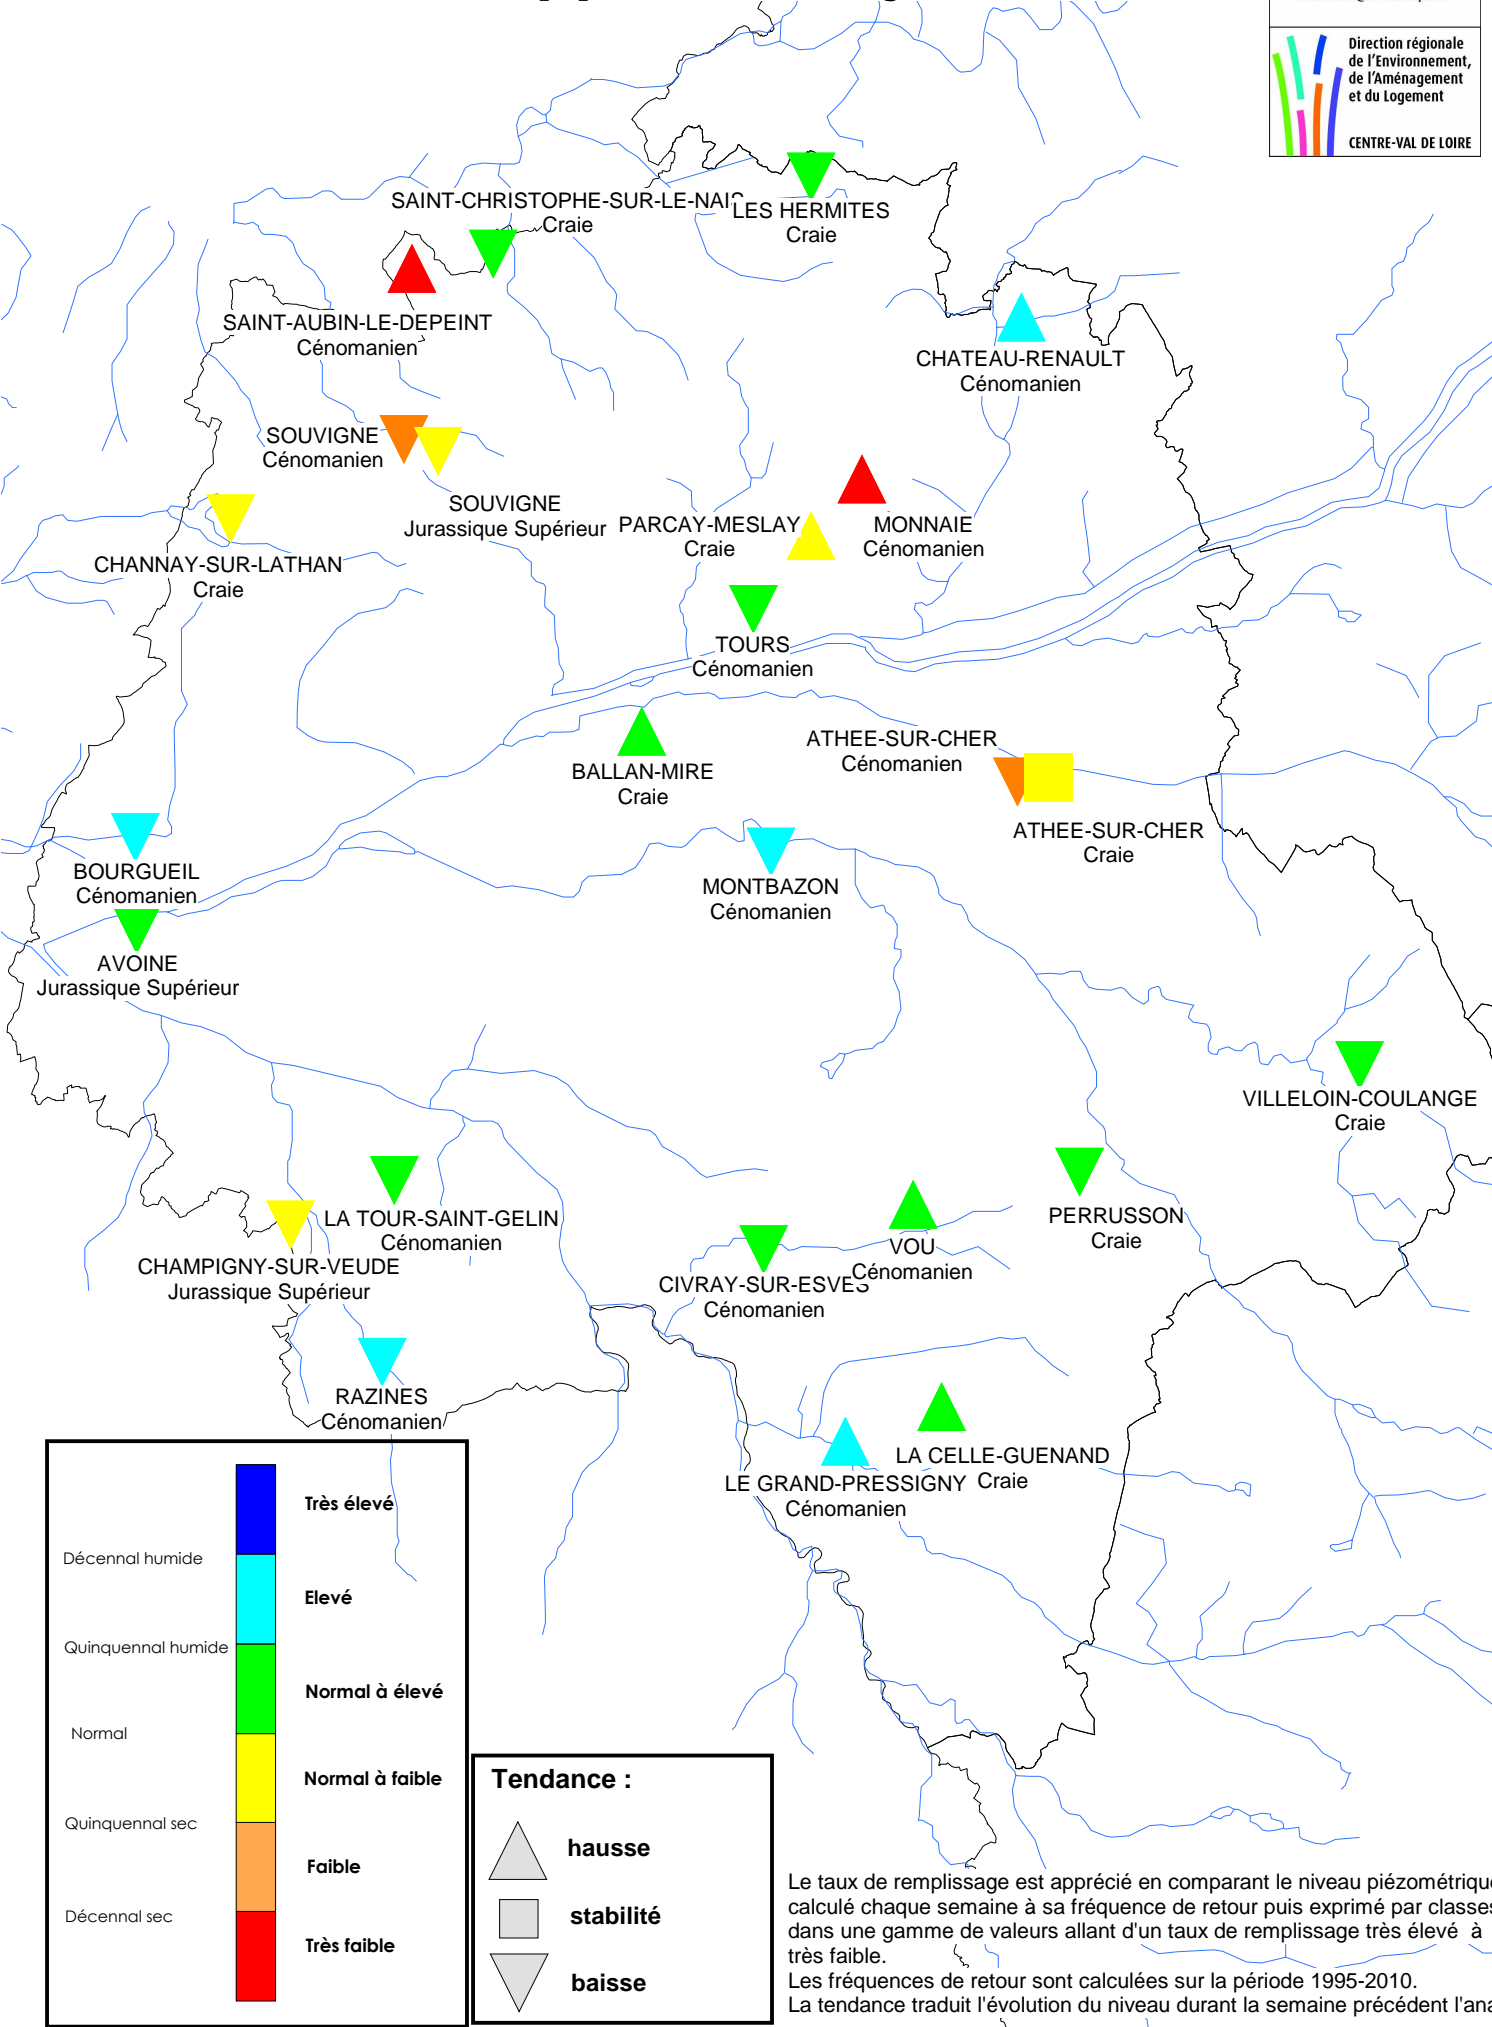 Direction régionale
de l'Environnement,
de l'Aménagement
et du Logement
CENTRE-VAL DE LOIRE
SAINT-CHRISTOPHE-SUR-LE-NAIS
Craie
LES HERMITES
Craie
SAINT-AUBIN-LE-DEPEINT
Cénomanien
CHATEAU-RENAULT
Cénomanien
SOUVIGNE
Cénomanien
SOUVIGNE
Jurassique Supérieur
PARCAY-MESLAY
Craie
MONNAIE
Cénomanien
CHANNAY-SUR-LATHAN
Craie
TOURS
Cénomanien
ATHEE-SUR-CHER
Cénomanien
BALLAN-MIRE
Craie
ATHEE-SUR-CHER
Craie
BOURGUEIL
Cénomanien
MONTBAZON
Cénomanien
AVOINE
Jurassique Supérieur
VILLELOIN-COULANGE
Craie
LA TOUR-SAINT-GELIN
Cénomanien
PERRUSSON
Craie
VOU
Cénomanien
CHAMPIGNY-SUR-VEUDE
Jurassique Supérieur
CIVRAY-SUR-ESVES
Cénomanien
RAZINES
Cénomanien
LA CELLE-GUENAND
Craie
LE GRAND-PRESSIGNY
Cénomanien
Très élevé
Décennal humide
Elevé
Quinquennal humide
Normal à élevé
Normal
Normal à faible
Quinquennal sec
Faible
Décennal sec
Très faible
Tendance :
hausse
stabilité
baisse
Le taux de remplissage est apprécié en comparant le niveau piézométrique
calculé chaque semaine à sa fréquence de retour puis exprimé par classes
dans une gamme de valeurs allant d'un taux de remplissage très élevé à
très faible.
Les fréquences de retour sont calculées sur la période 1995-2010.
La tendance traduit l'évolution du niveau durant la semaine précédent l'ana